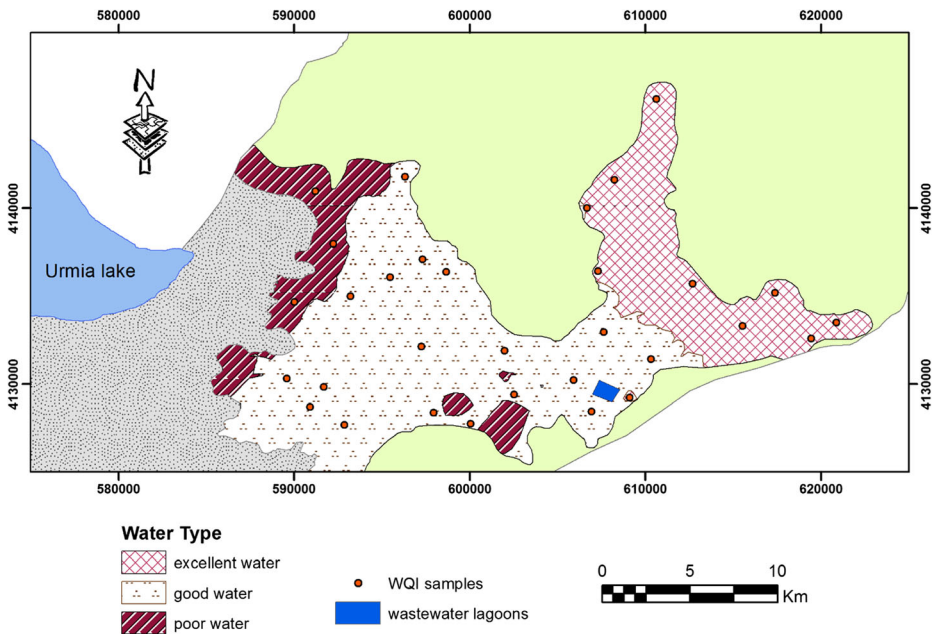 580000 590000 600000 610000 620000
N
4140000
4140000
Urmia lake
4130000
4130000
580000 590000 600000 610000 620000
Water Type
excellent water
good water
poor water
WQI samples
wastewater lagoons
0 5 10
Km